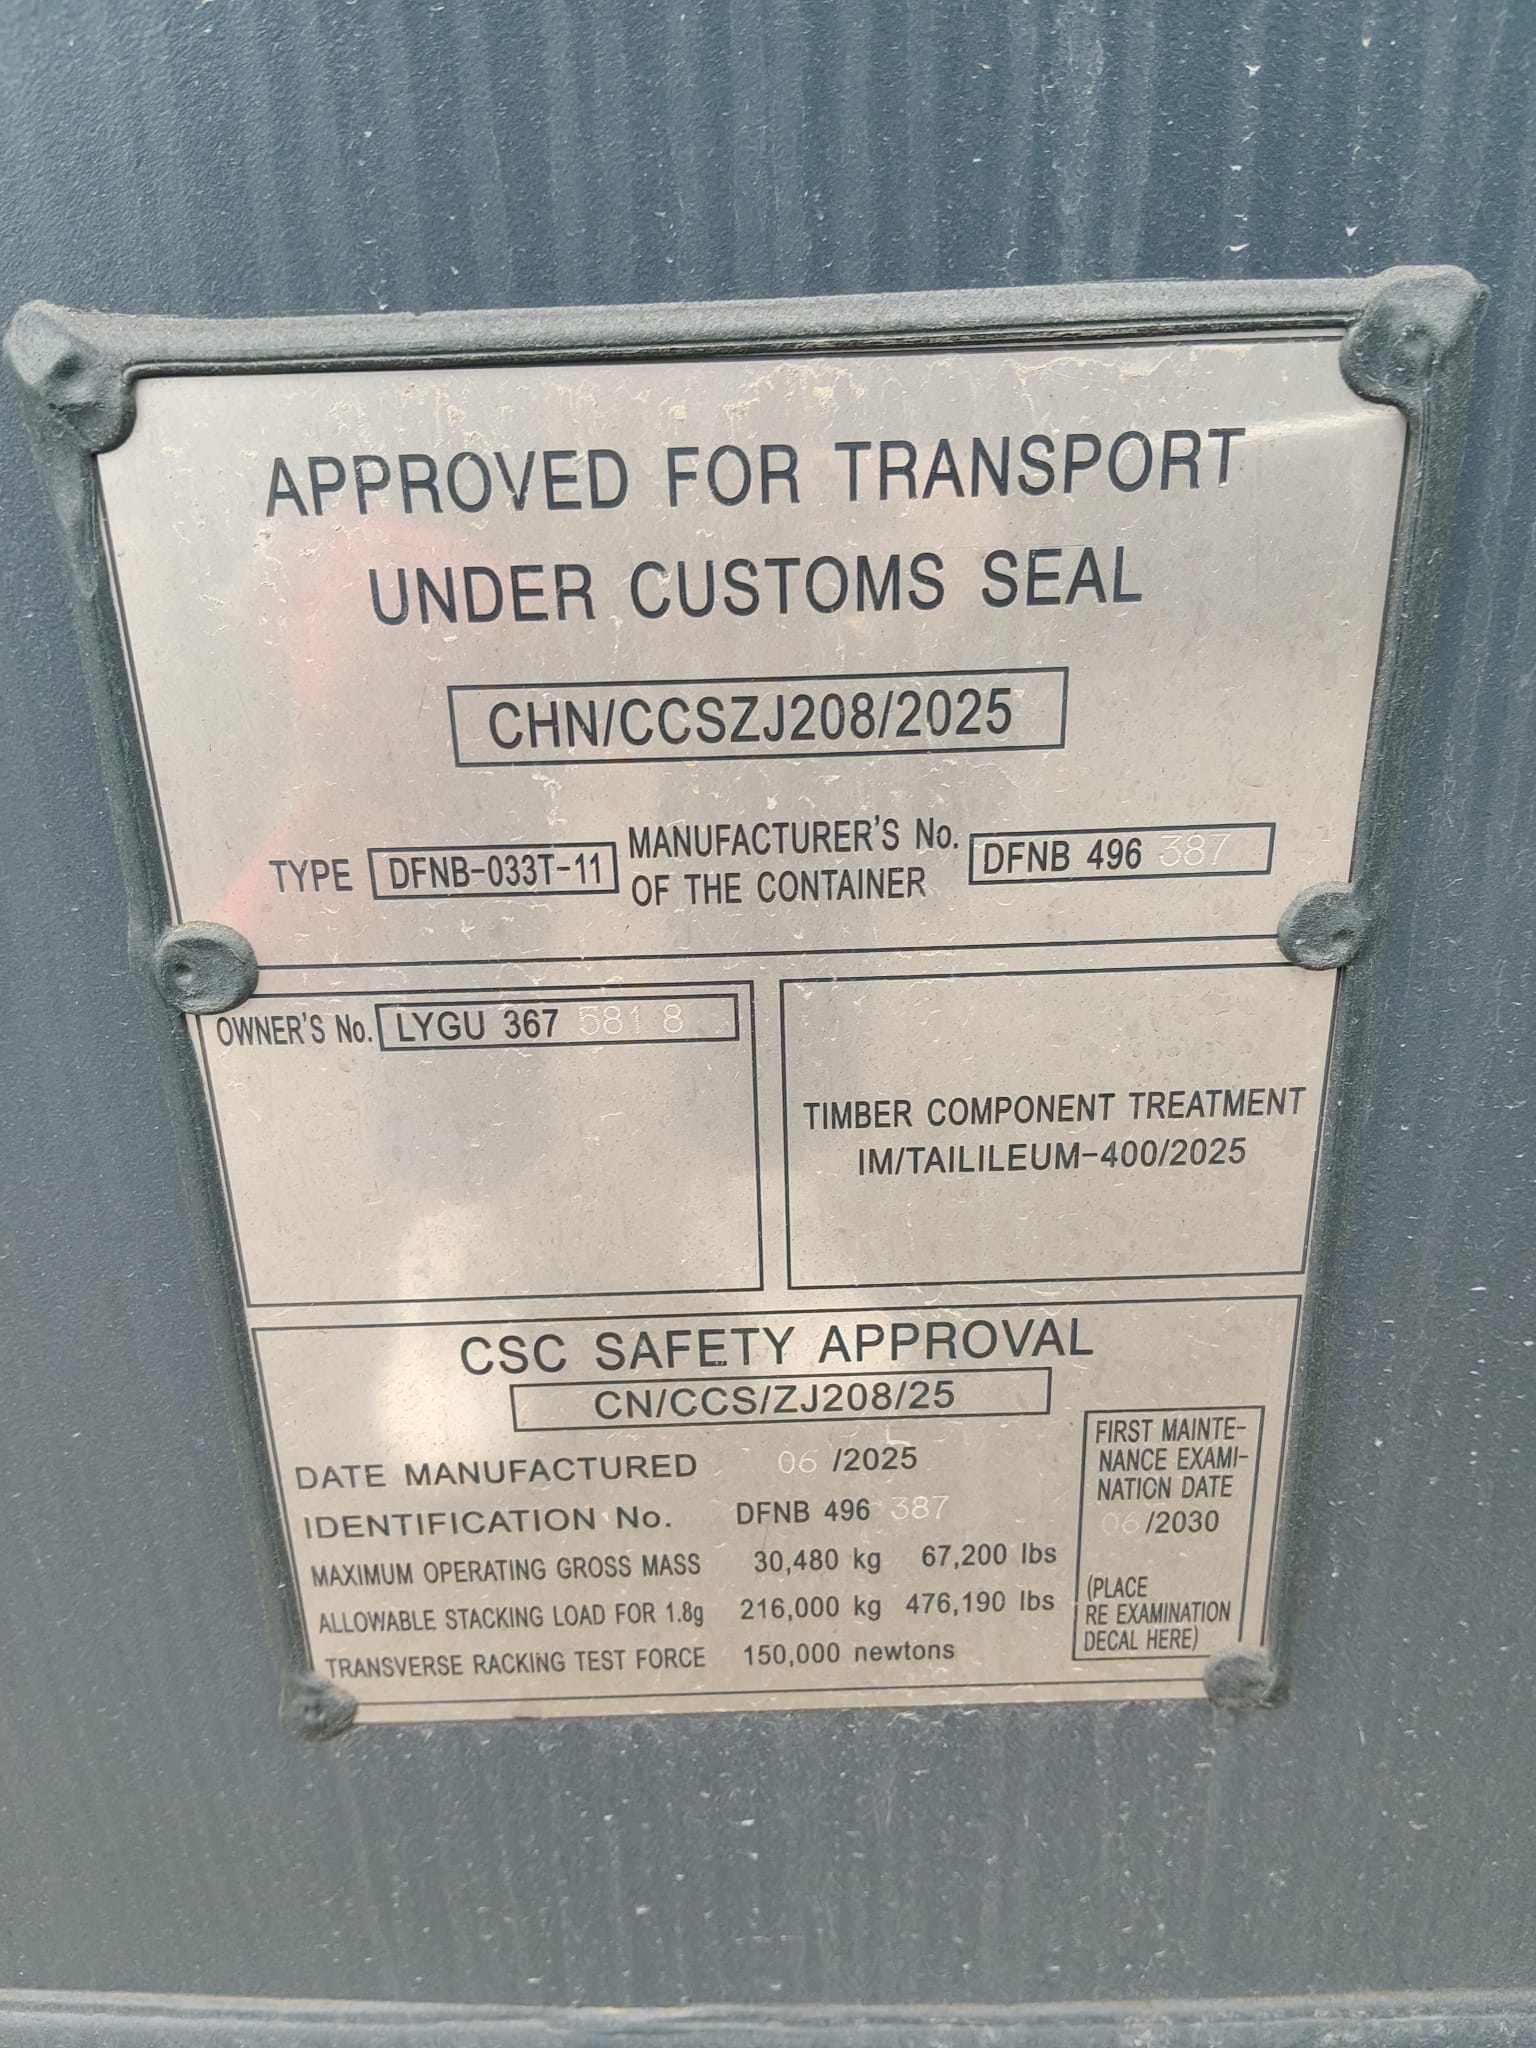 APPROVED FOR TRANSPORT
UNDER CUSTOMS SEAL
CHN/CCSZJ208/2025
TYPE DFNB-033T-11 MANUFACTURER'S No. OF THE CONTAINER DFNB 496 387
OWNER'S No. LYGU 367 581 8
TIMBER COMPONENT TREATMENT
IM/TAILILEUM-400/2025
CSC SAFETY APPROVAL
CN/CCS/ZJ208/25
DATE MANUFACTURED 06 /2025
IDENTIFICATION No. DFNB 496 387
MAXIMUM OPERATING GROSS MASS 30,480 kg 67,200 lbs
ALLOWABLE STACKING LOAD FOR 1.8g 216,000 kg 476,190 lbs
TRANSVERSE RACKING TEST FORCE 150,000 newtons
FIRST MAINTE-
NANCE EXAMI-
NATION DATE
06/2030
(PLACE
RE EXAMINATION
DECAL HERE)